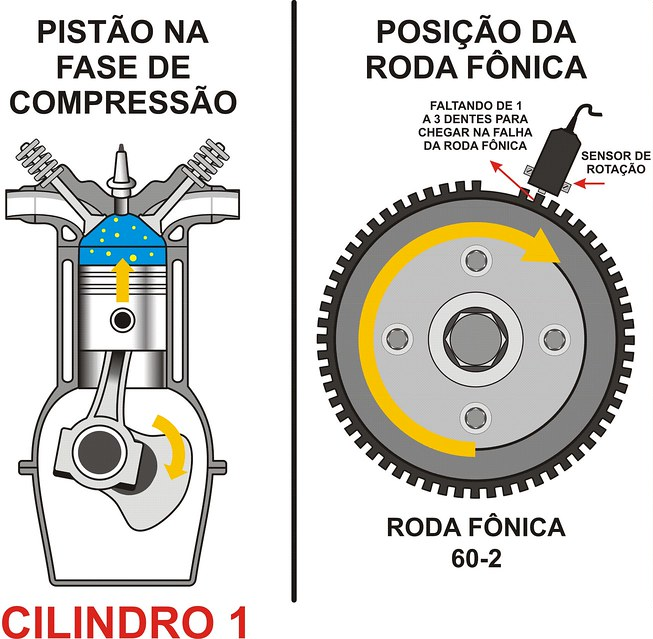 PISTÃO NA
FASE DE
COMPRESSÃO
CILINDRO 1
POSIÇÃO DA
RODA FÔNICA
FALTANDO DE 1
A 3 DENTES PARA
CHEGAR NA FALHA
DA RODA FÔNICA
SENSOR DE
ROTAÇÃO
RODA FÔNICA
60-2